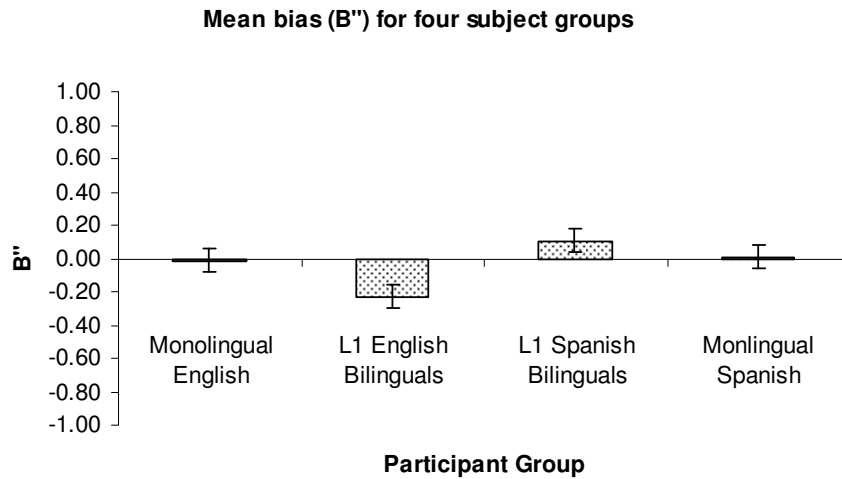 Mean bias (B") for four subject groups
1.00
0.80
0.60
0.40
0.20
0.00
-0.20
-0.40
-0.60
-0.80
-1.00
B"
Monolingual
English
L1 English
Bilinguals
L1 Spanish
Bilinguals
Monlingual
Spanish
Participant Group